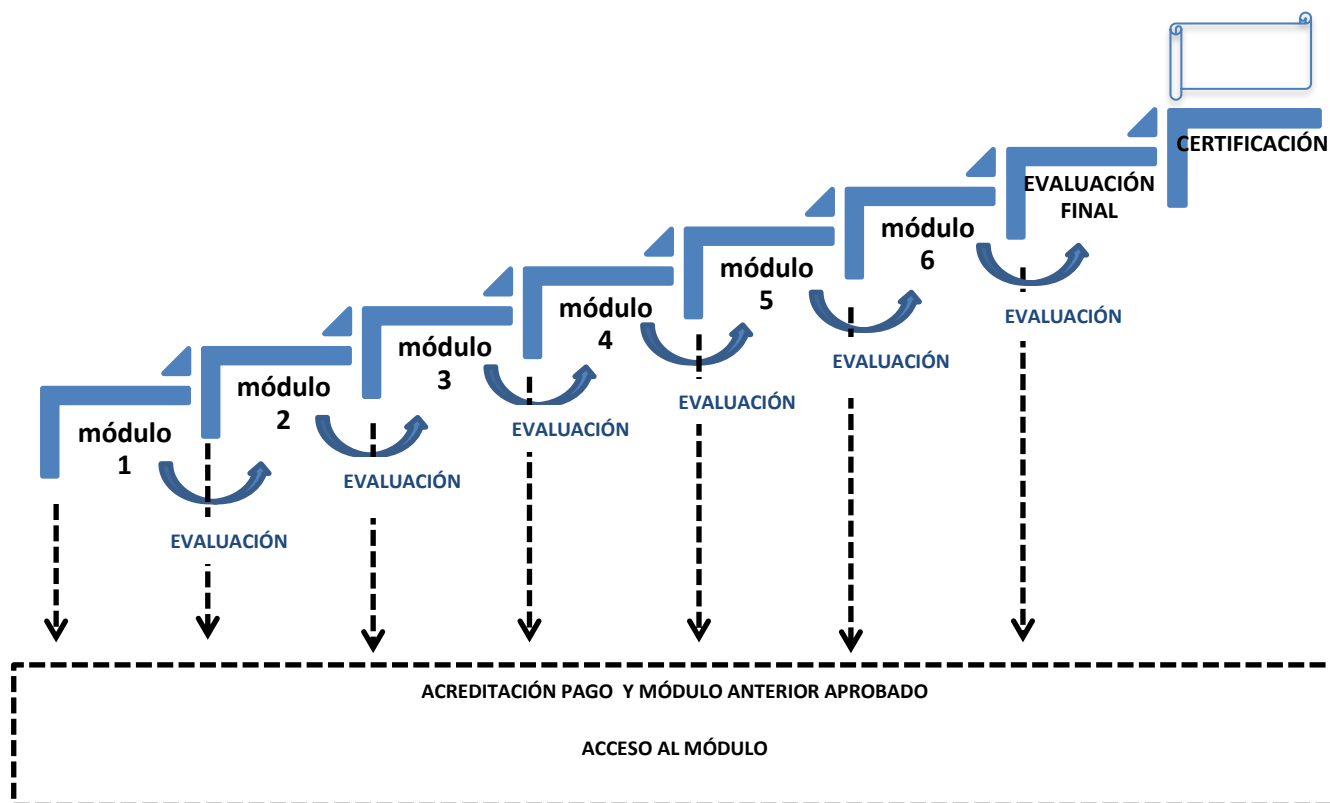 CERTIFICACIÓN
EVALUACIÓN
FINAL
módulo
6
EVALUACIÓN
módulo
5
EVALUACIÓN
módulo
4
EVALUACIÓN
módulo
3
EVALUACIÓN
módulo
2
EVALUACIÓN
módulo
1
EVALUACIÓN
ACREDITACIÓN PAGO Y MÓDULO ANTERIOR APROBADO
ACCESO AL MÓDULO